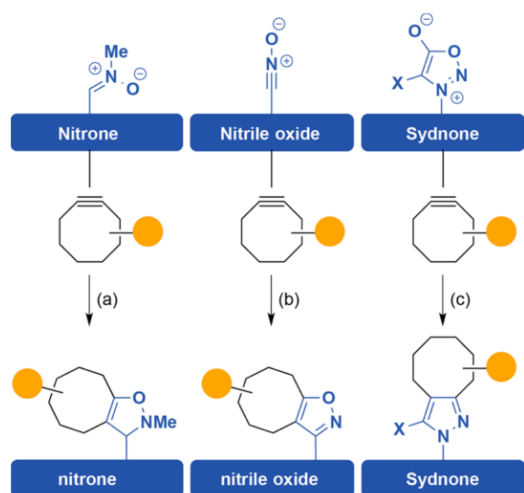 Me
N
⊕
O
⊖
O
⊖
N
⊕
O
⊖
O
N
X
N
⊕
Nitrone
Nitrile oxide
Sydnone
(a)
(b)
(c)
O
NMe
O
N
X
N
N
nitrone
nitrile oxide
Sydnone